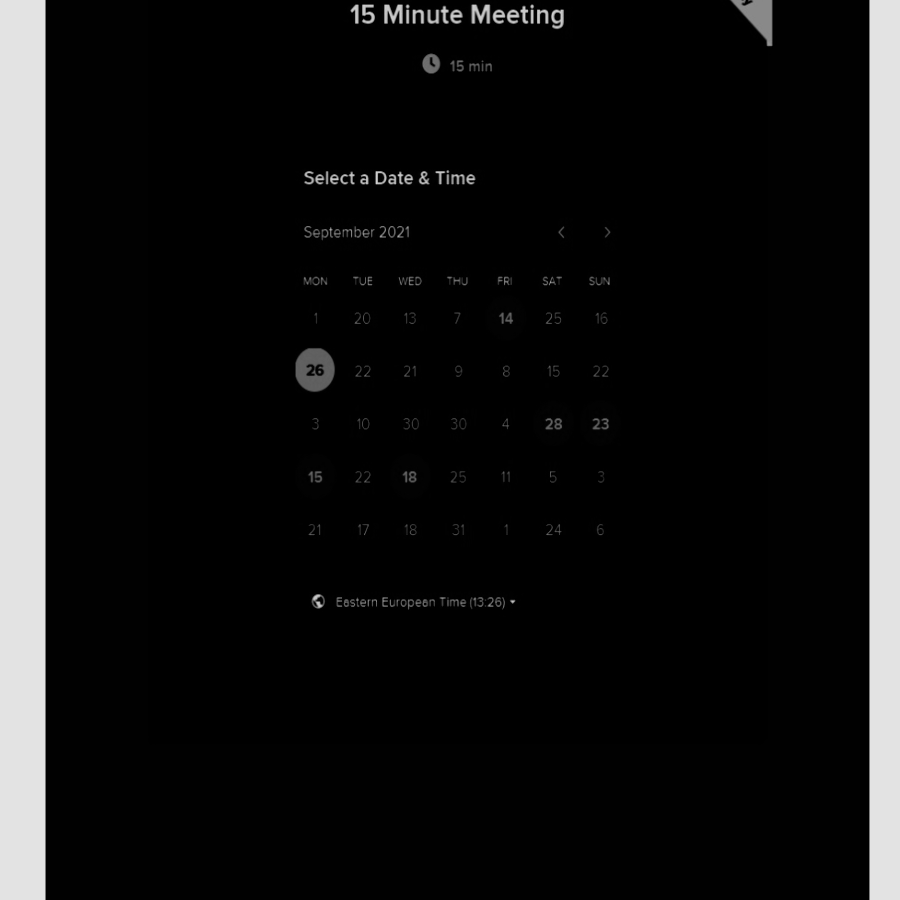 15 Minute Meeting
15 min
Select a Date & Time
September 2021
MON TUE WED THU FRI SAT SUN
1 20 13 7 14 25 16
26 22 21 9 8 15 22
3 10 30 30 4 28 23
15 22 18 25 11 5 3
21 17 18 31 1 24 6
Eastern European Time (13:26)